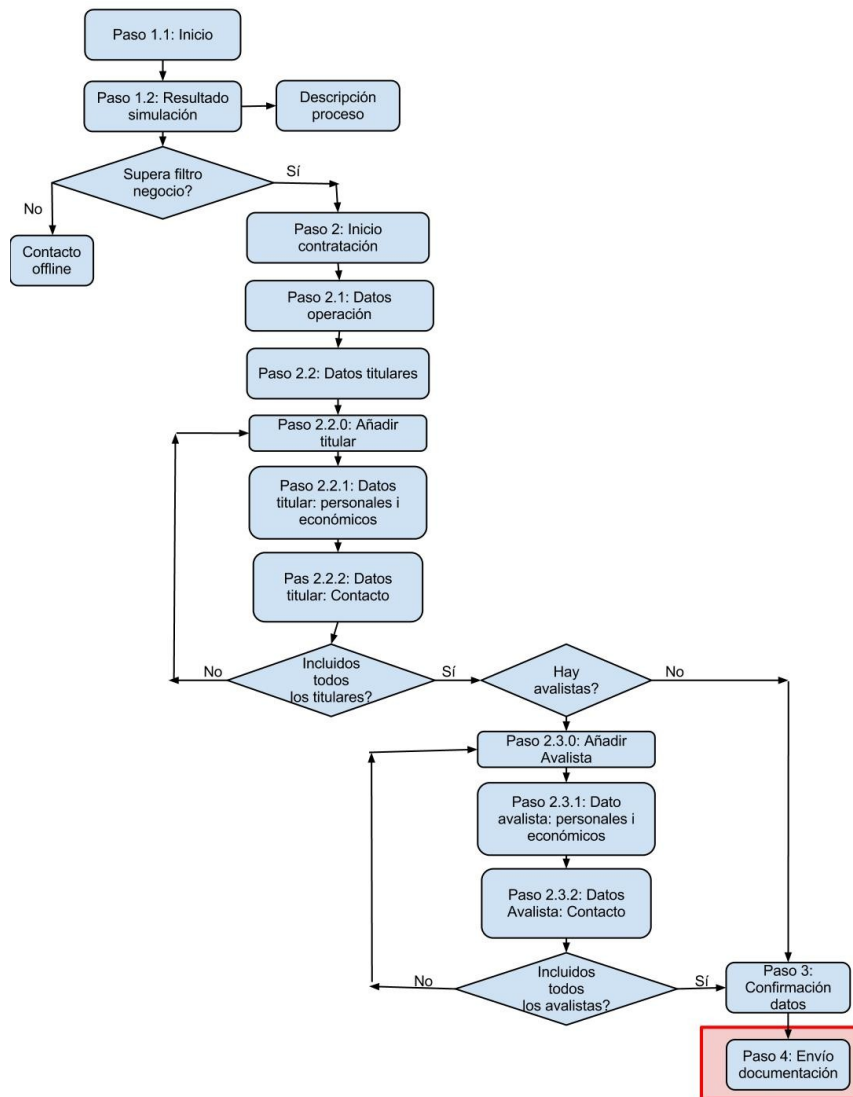 Paso 1.1: Inicio
Paso 1.2: Resultado
simulación
Descripción
proceso
Supera filtro
negocio?
Sí
No
Contacto
offline
Paso 2: Inicio
contratación
Paso 2.1: Datos
operación
Paso 2.2: Datos titulares
Paso 2.2.0: Añadir
titular
Paso 2.2.1: Datos
titular: personales i
económicos
Pas 2.2.2: Datos
titular: Contacto
Incluidos
todos
los titulares?
No
Sí
Hay
avalistas?
No
Paso 2.3.0: Añadir
Avalista
Paso 2.3.1: Dato
avalista: personales i
económicos
Paso 2.3.2: Datos
Avalista: Contacto
Incluidos
todos
los avalistas?
No
Sí
Paso 3:
Confirmación
datos
Paso 4: Envío
documentación